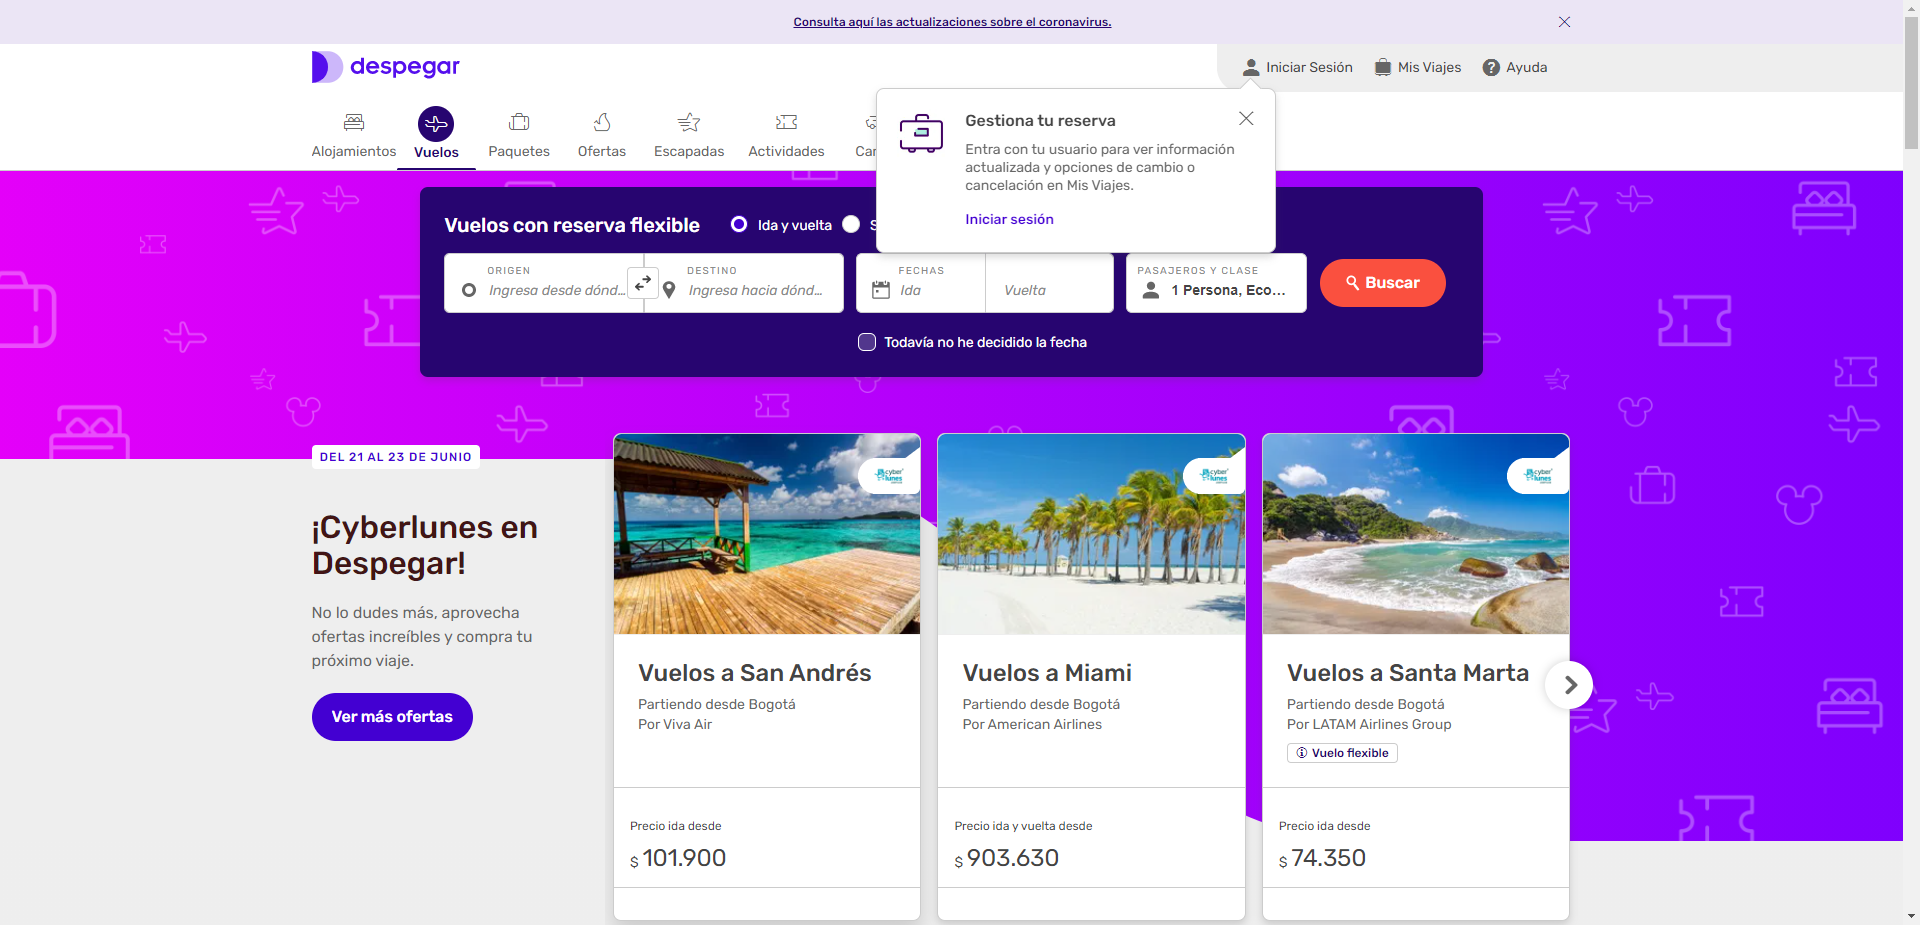 Consulta aquí las actualizaciones sobre el coronavirus.
despegar
Iniciar Sesión
Mis Viajes
Ayuda
Alojamientos
Vuelos
Paquetes
Ofertas
Escapadas
Actividades
Gestiona tu reserva
Entra con tu usuario para ver información
actualizada y opciones de cambio o
cancelación en Mis Viajes.
Iniciar sesión
Vuelos con reserva flexible
Ida y vuelta
ORIGEN
Ingresa desde dónd...
DESTINO
Ingresa hacia dónd...
FECHAS
Ida
Vuelta
PASAJEROS Y CLASE
1 Persona, Eco...
Buscar
Todavía no he decidido la fecha
DEL 21 AL 23 DE JUNIO
¡Cyberlunes en
Despegar!
No lo dudes más, aprovecha
ofertas increíbles y compra tu
próximo viaje.
Ver más ofertas
cyber
lunes
Vuelos a San Andrés
Partiendo desde Bogotá
Por Viva Air
Precio ida desde
$ 101.900
cyber
lunes
Vuelos a Miami
Partiendo desde Bogotá
Por American Airlines
Precio ida y vuelta desde
$ 903.630
cyber
lunes
Vuelos a Santa Marta
Partiendo desde Bogotá
Por LATAM Airlines Group
Vuelo flexible
Precio ida desde
$ 74.350